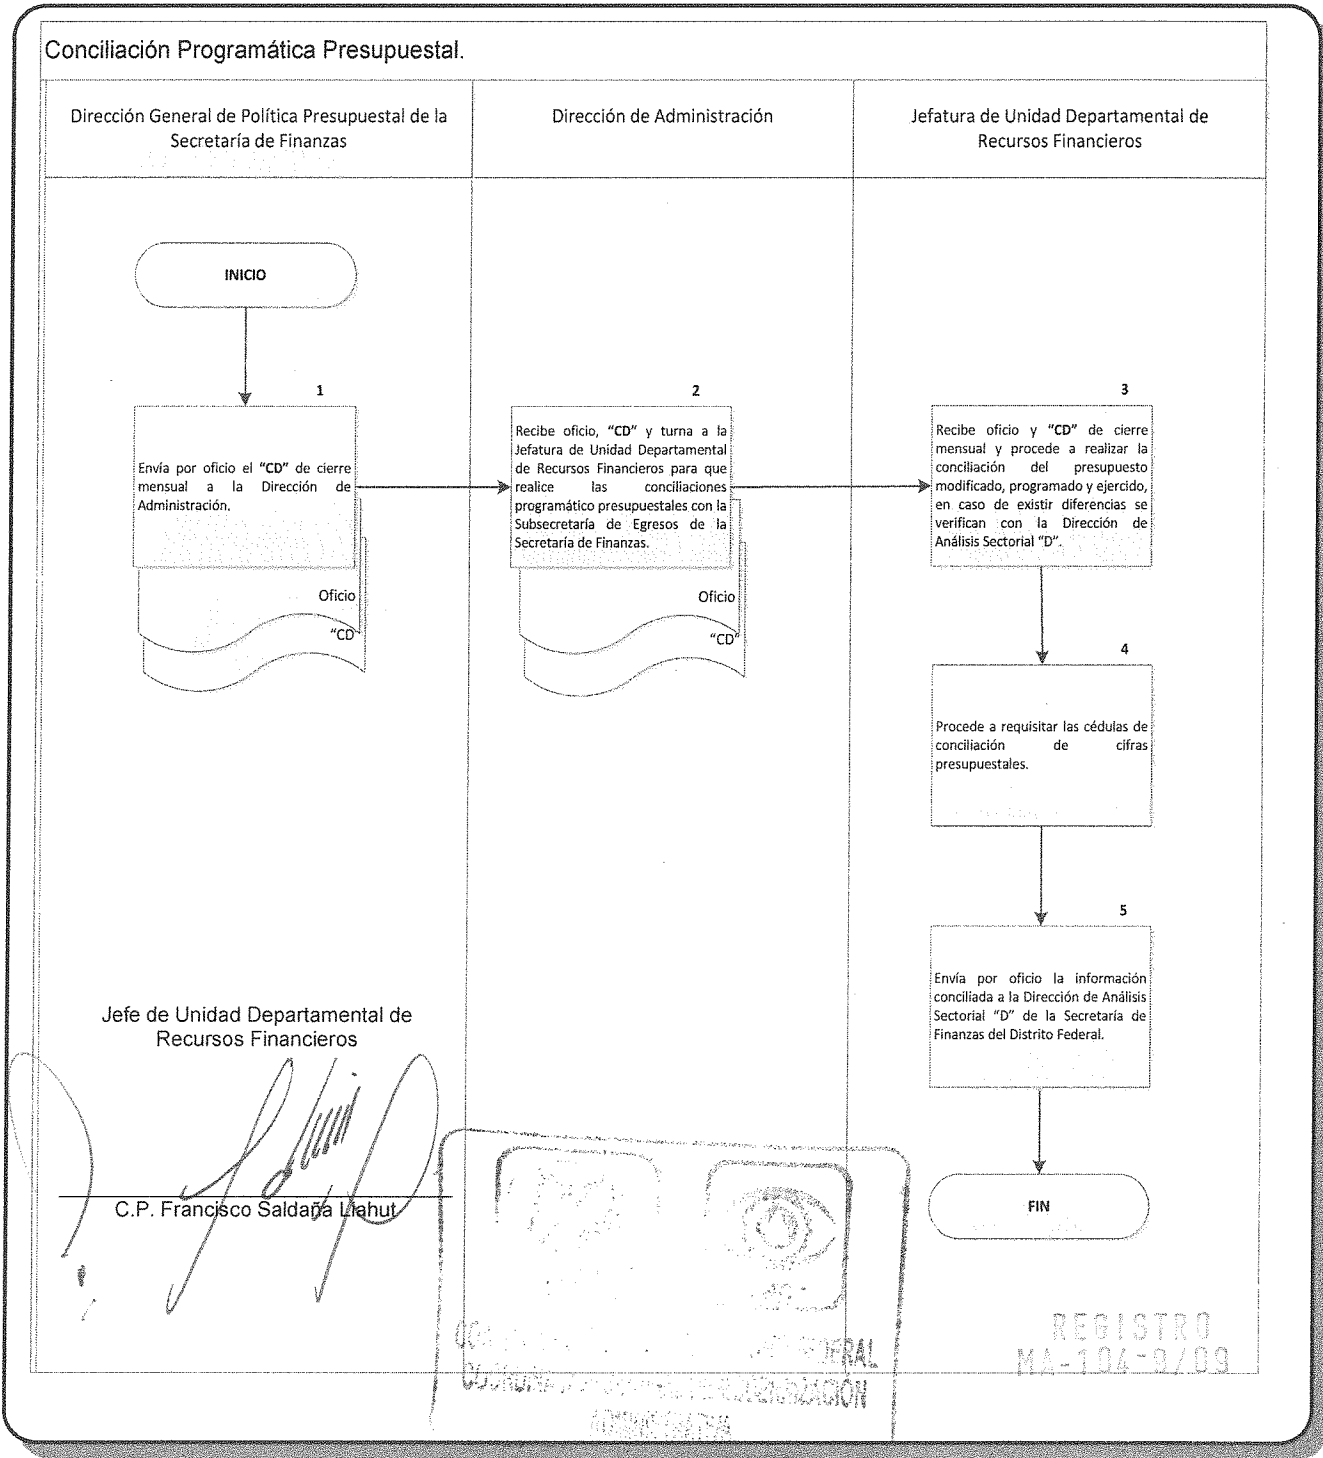 Conciliación Programática Presupuestal.
Dirección General de Política Presupuestal de la
Secretaría de Finanzas
Dirección de Administración
Jefatura de Unidad Departamental de
Recursos Financieros
INICIO
1
Envía por oficio el "CD" de cierre
mensual a la Dirección de
Administración.
Oficio
"CD
2
Recibe oficio, "CD" y turna a la
Jefatura de Unidad Departamental
de Recursos Financieros para que
realice las conciliaciones
programático presupuestales con la
Subsecretaría de Egresos de la
Secretaría de Finanzas.
Oficio
"CD"
3
Recibe oficio y "CD" de cierre
mensual y procede a realizar la
conciliación del presupuesto
modificado, programado y ejercido,
en caso de existir diferencias se
verifican con la Dirección de
Análisis Sectorial "D".
4
Procede a requisitar las cédulas de
conciliación de cifras
presupuestales.
5
Envía por oficio la información
conciliada a la Dirección de Análisis
Sectorial "D" de la Secretaría de
Finanzas del Distrito Federal.
FIN
Jefe de Unidad Departamental de
Recursos Financieros
C.P. Francisco Saldaña Liahut
REGISTRO
MA-104-9/09